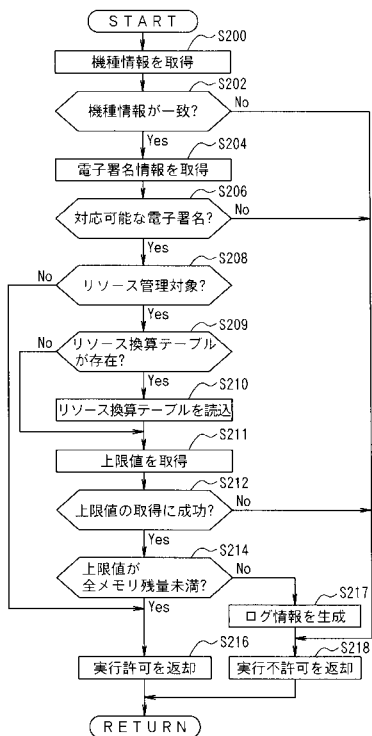 START
S200
機種情報を取得
S202
機種情報が一致?
No
Yes
S204
電子署名情報を取得
S206
対応可能な電子署名?
No
Yes
S208
No
リソース管理対象?
Yes
S209
No
リソース換算テーブル
が存在?
Yes
S210
リソース換算テーブルを読込
S211
上限値を取得
S212
上限値の取得に成功?
No
Yes
S214
上限値が
全メモリ残量未満?
No
Yes
S217
ログ情報を生成
S216
実行許可を返却
S218
実行不許可を返却
RETURN